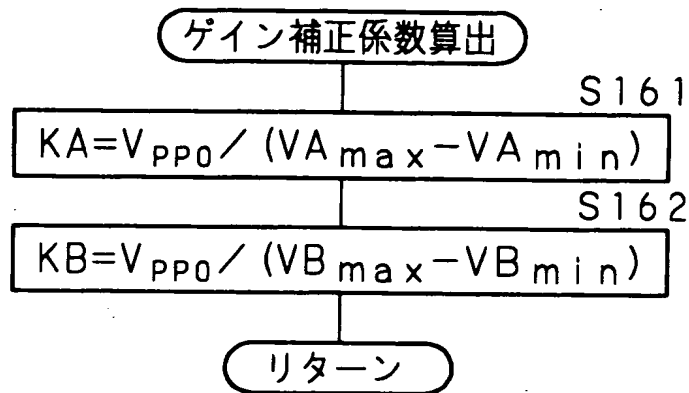 ゲイン補正係数算出
S161
KA=VPP0／(VAmax−VAmin)
S162
KB=VPP0／(VBmax−VBmin)
リターン